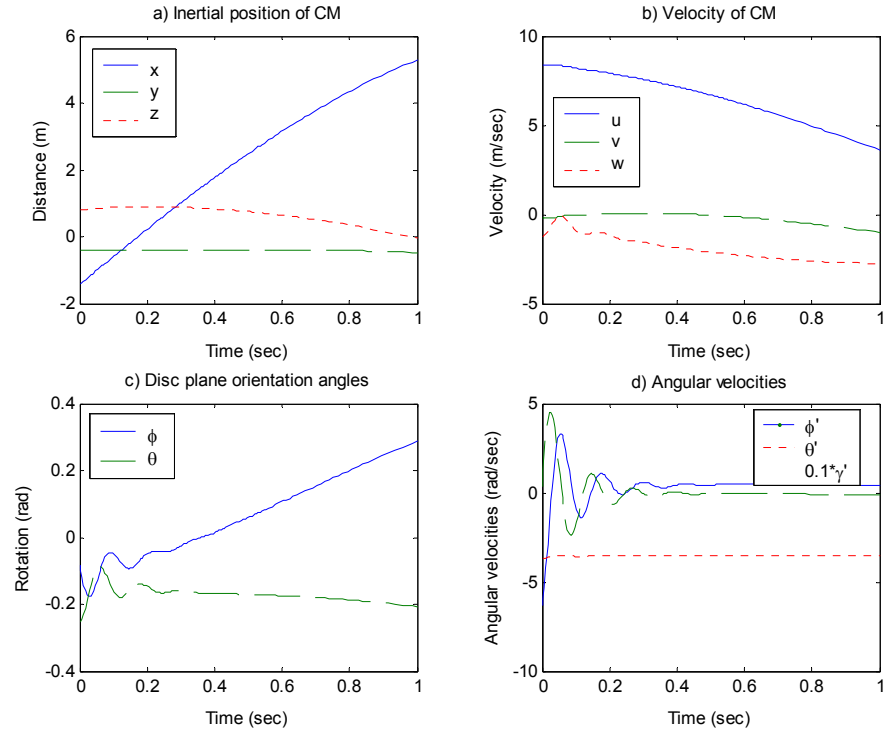 a) Inertial position of CM
6
4
2
0
-2
Distance (m)
x
y
z
0 0.2 0.4 0.6 0.8 1
Time (sec)
b) Velocity of CM
10
5
0
-5
Velocity (m/sec)
u
v
w
0 0.2 0.4 0.6 0.8 1
Time (sec)
c) Disc plane orientation angles
0.4
0.2
0
-0.2
-0.4
Rotation (rad)
ϕ
θ
0 0.2 0.4 0.6 0.8 1
Time (sec)
d) Angular velocities
5
0
-5
-10
Angular velocities (rad/sec)
ϕ'
θ'
0.1*γ'
0 0.2 0.4 0.6 0.8 1
Time (sec)